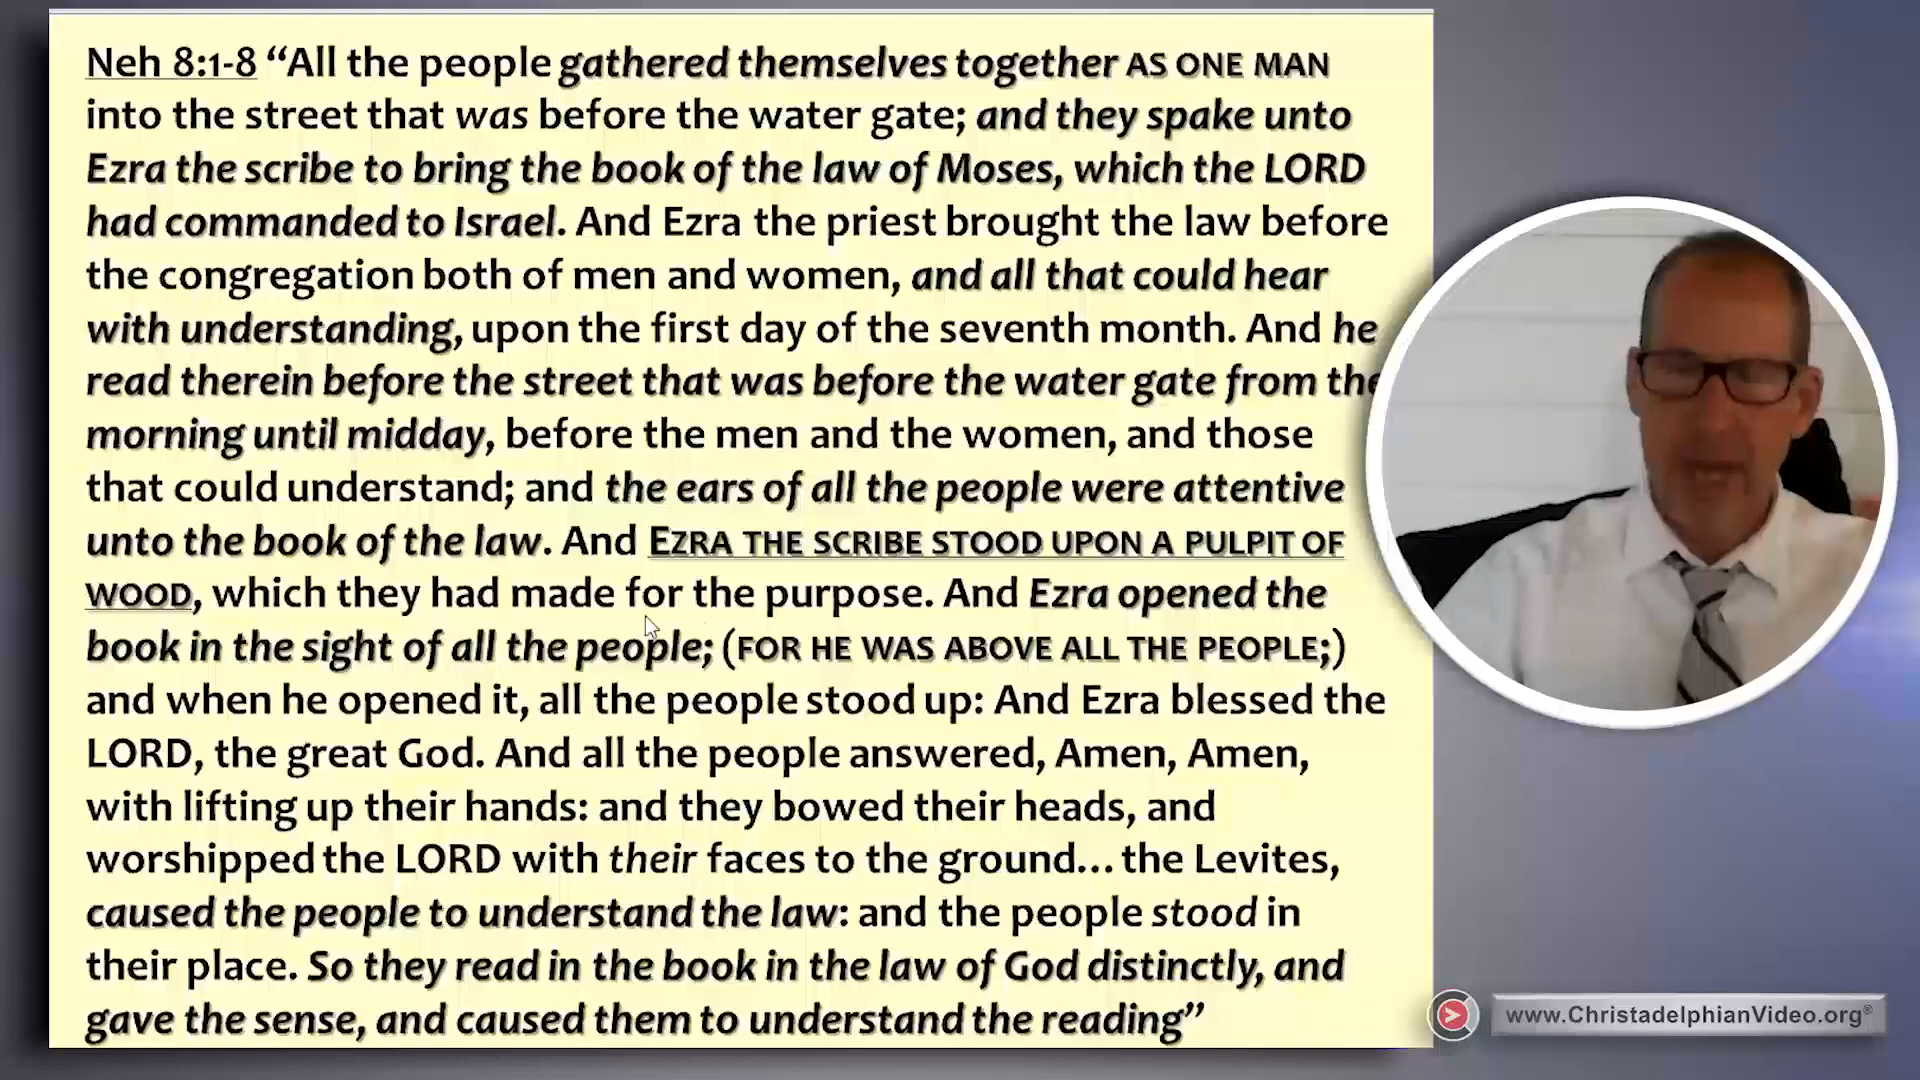 Neh 8:1-8 “All the people gathered themselves together AS ONE MAN
into the street that was before the water gate; and they spake unto
Ezra the scribe to bring the book of the law of Moses, which the LORD
had commanded to Israel. And Ezra the priest brought the law before
the congregation both of men and women, and all that could hear
with understanding, upon the first day of the seventh month. And he
read therein before the street that was before the water gate from the
morning until midday, before the men and the women, and those
that could understand; and the ears of all the people were attentive
unto the book of the law. And EZRA THE SCRIBE STOOD UPON A PULPIT OF
WOOD, which they had made for the purpose. And Ezra opened the
book in the sight of all the people; (FOR HE WAS ABOVE ALL THE PEOPLE;)
and when he opened it, all the people stood up: And Ezra blessed the
LORD, the great God. And all the people answered, Amen, Amen,
with lifting up their hands: and they bowed their heads, and
worshipped the LORD with their faces to the ground... the Levites,
caused the people to understand the law: and the people stood in
their place. So they read in the book in the law of God distinctly, and
gave the sense, and caused them to understand the reading”
www.ChristadelphianVideo.org®